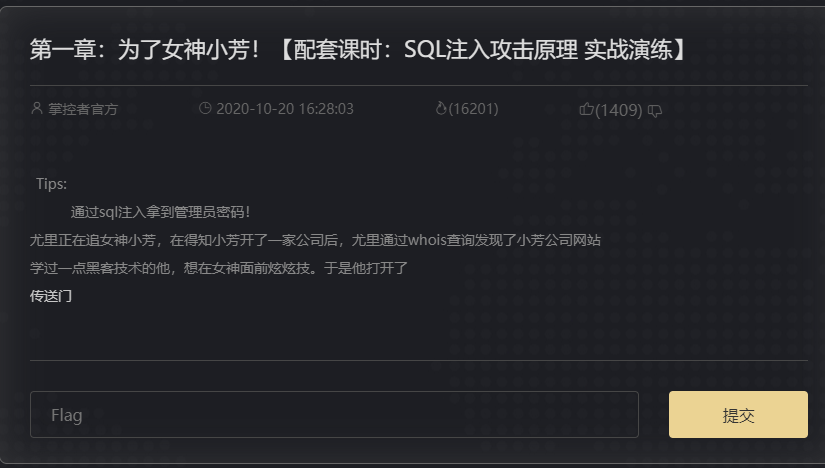 第一章：为了女神小芳！【配套课时：SQL注入攻击原理 实战演练】
掌控者官方 2020-10-20 16:28:03 (16201) (1409)
Tips:
通过sql注入拿到管理员密码！
尤里正在追女神小芳，在得知小芳开了一家公司后，尤里通过whois查询发现了小芳公司网站
学过一点黑客技术的他，想在女神面前炫炫技。于是他打开了
传送门
Flag 提交